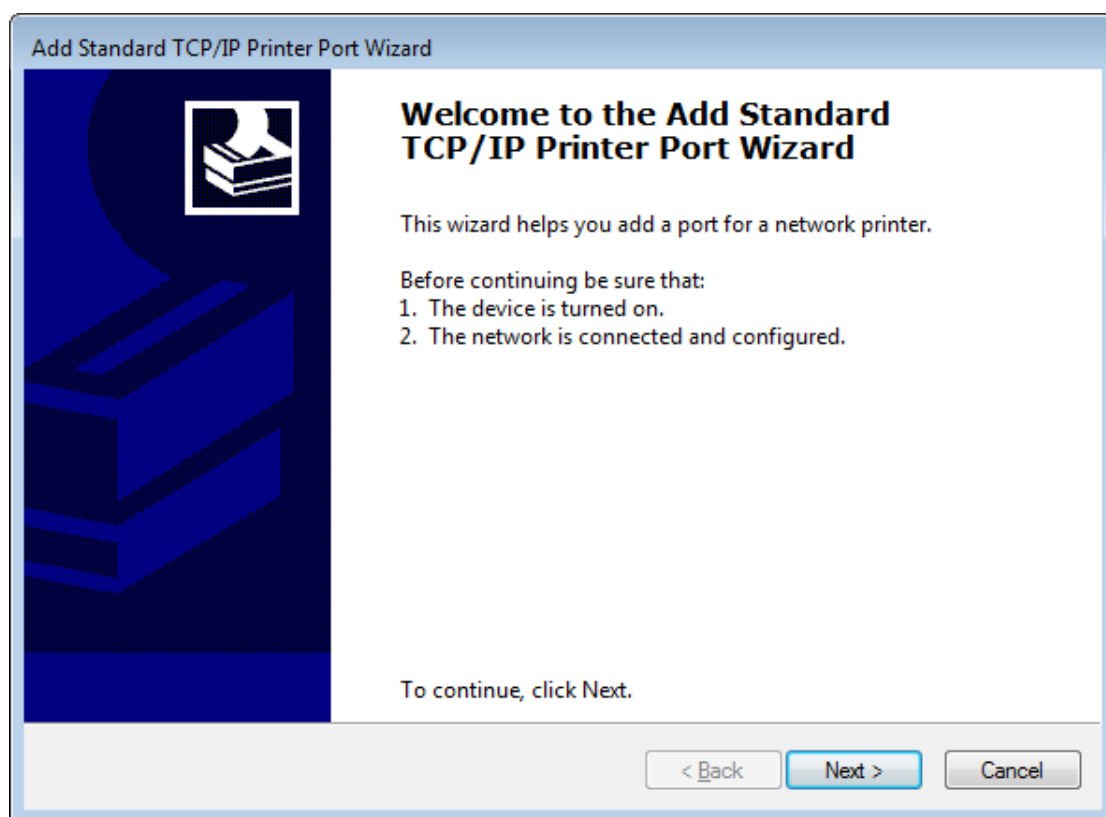 Add Standard TCP/IP Printer Port Wizard
Welcome to the Add Standard
TCP/IP Printer Port Wizard
This wizard helps you add a port for a network printer.
Before continuing be sure that:
1. The device is turned on.
2. The network is connected and configured.
To continue, click Next.
< Back Next > Cancel